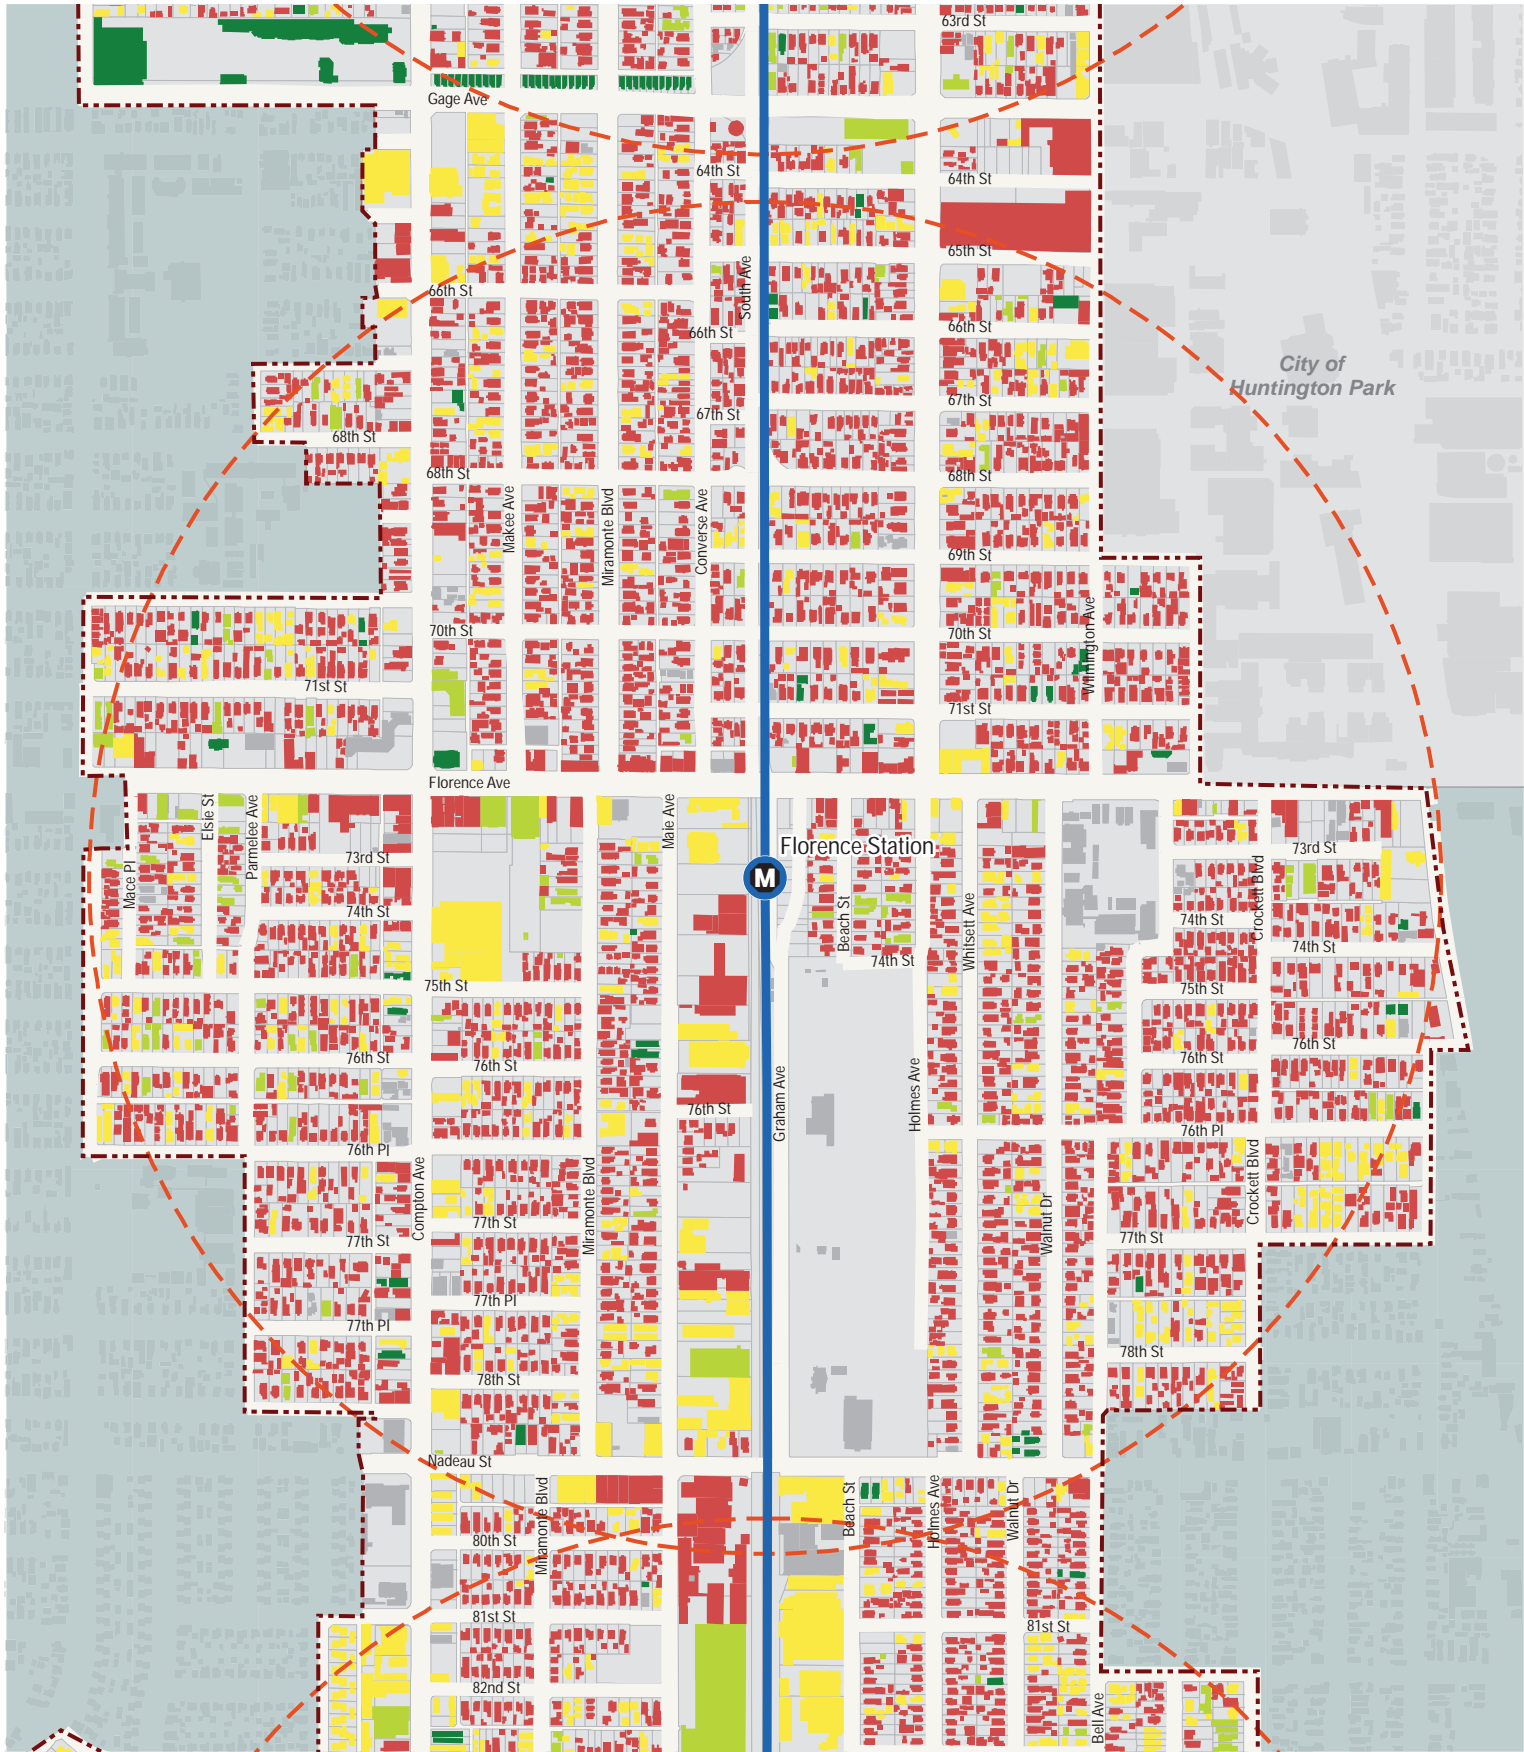 63rd St
Gage Ave
64th St
64th St
65th St
66th St
South Ave
66th St
66th St
City of
Huntington Park
67th St
67th St
68th St
68th St
68th St
Makee Ave
Miramonte Blvd
Converse Ave
69th St
70th St
70th St
Wilmington Ave
71st St
71st St
Florence Ave
Elsie St
Parmelee Ave
Maie Ave
Florence Station
M
73rd St
73rd St
Mace Pl
74th St
Beach St
Whitsett Ave
74th St
Crockett Blvd
74th St
74th St
75th St
75th St
76th St
76th St
76th St
76th St
Graham Ave
Holmes Ave
76th St
76th Pl
76th Pl
Compton Ave
Miramonte Blvd
Walnut Dr
Crockett Blvd
77th St
77th St
77th St
77th Pl
77th Pl
78th St
78th St
Nadeau St
Miramonte Blvd
Beach St
Holmes Ave
Walnut Dr
80th St
81st St
81st St
82nd St
Bell Ave